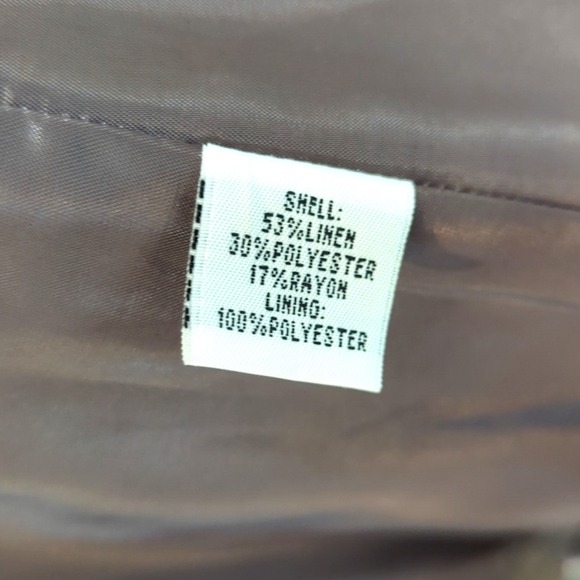 SHELL:
53%LINEN
30%POLYESTER
17%RAYON
LINING:
100%POLYESTER